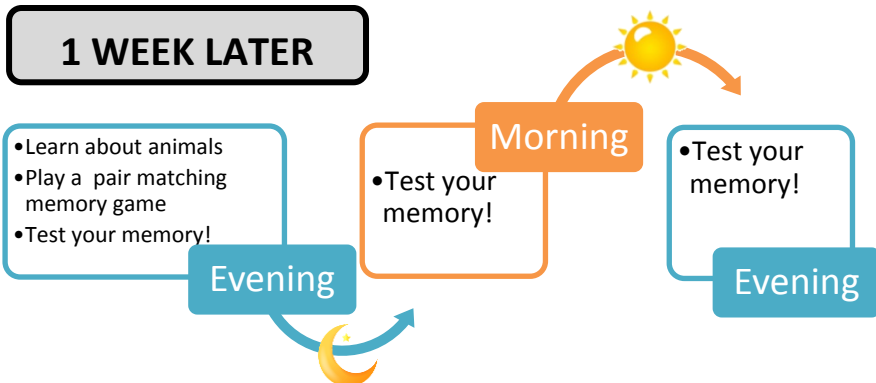 1 WEEK LATER
•Learn about animals
•Play a pair matching
memory game
•Test your memory!
Evening
Morning
•Test your
memory!
•Test your
memory!
Evening